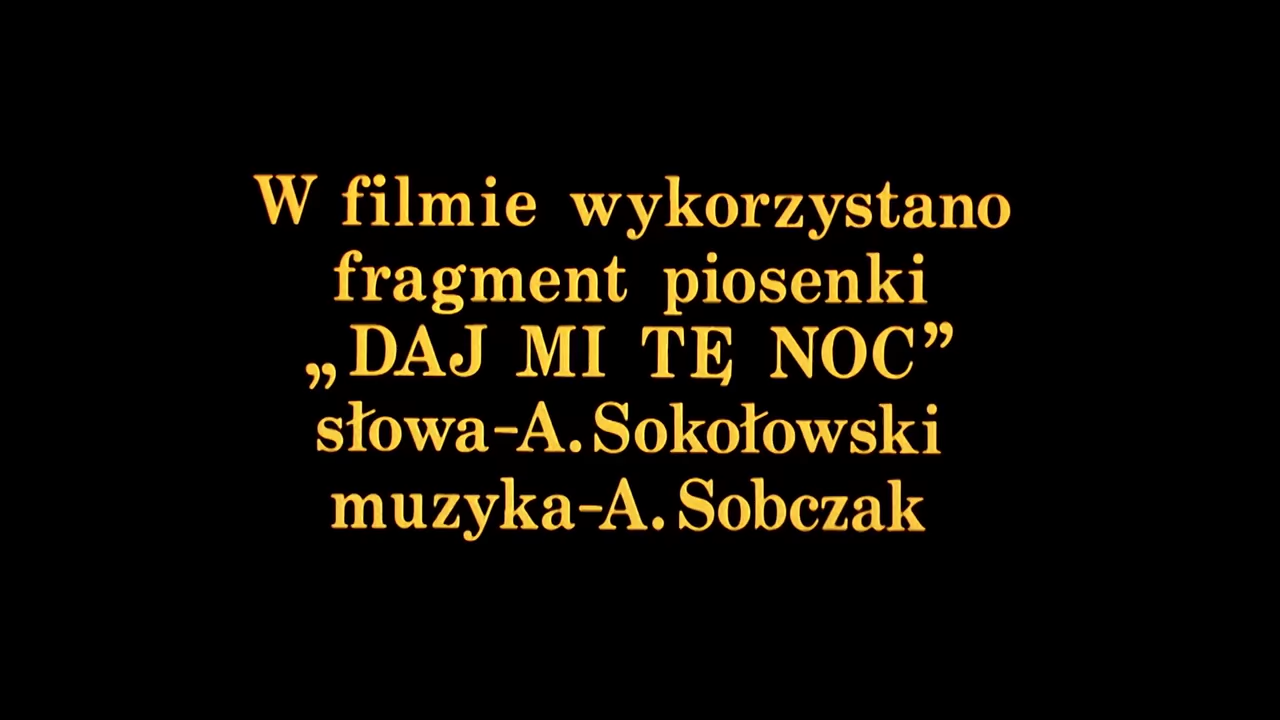 W filmie wykorzystano
fragment piosenki
„DAJ MI TĘ NOC”
słowa-A. Sokołowski
muzyka-A. Sobczak